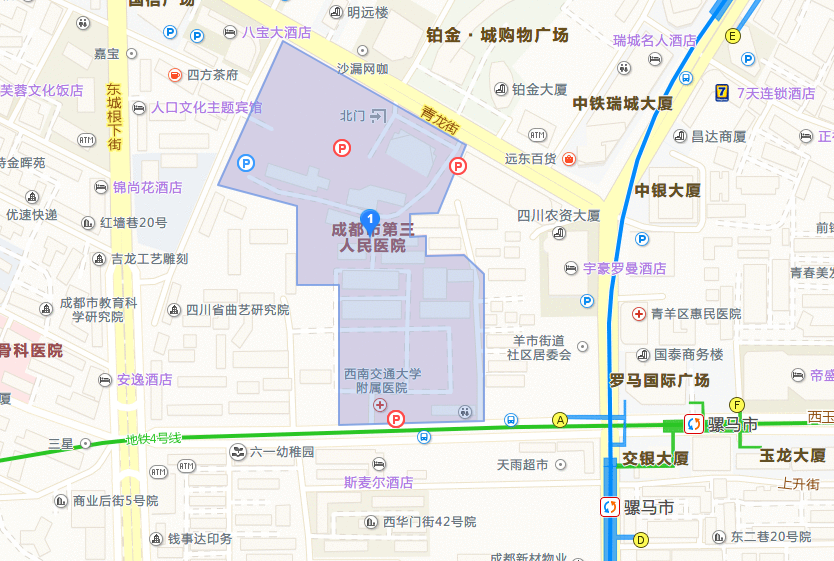 国信广场
明远楼
八宝大酒店
铂金·城购物广场
瑞城名人酒店
E
P
P
嘉宝
沙漏网咖
四方茶府
P
芙蓉文化饭店
铂金大厦
7
7天连锁酒店
东城根下街
人口文化主题宾馆
中铁瑞城大厦
北门
青龙街
ATM
ATM
昌达商厦
正
P
P
P
远东百货
特金晖苑
锦尚花酒店
中银大厦
优速快递
红墙巷20号
1
四川农资大厦
成都市第三
人民医院
前锋
P
吉龙工艺雕刻
宇豪罗曼酒店
青春美发
P
成都市教育科
学研究院
四川省曲艺研究院
青羊区惠民医院
骨科医院
羊市街道
社区居委会
国泰商务楼
安逸酒店
西南交通大学
附属医院
罗马国际广场
帝盛
厦
P
A
F
骡马市
西玉
三星
地铁4号线
六一幼稚园
交银大厦
玉龙大厦
ATM
ATM
天雨超市
斯麦尔酒店
上升街
商业后街5号院
骡马市
西华门街42号院
钱事达印务
D
东二巷20号院
成都新材物业